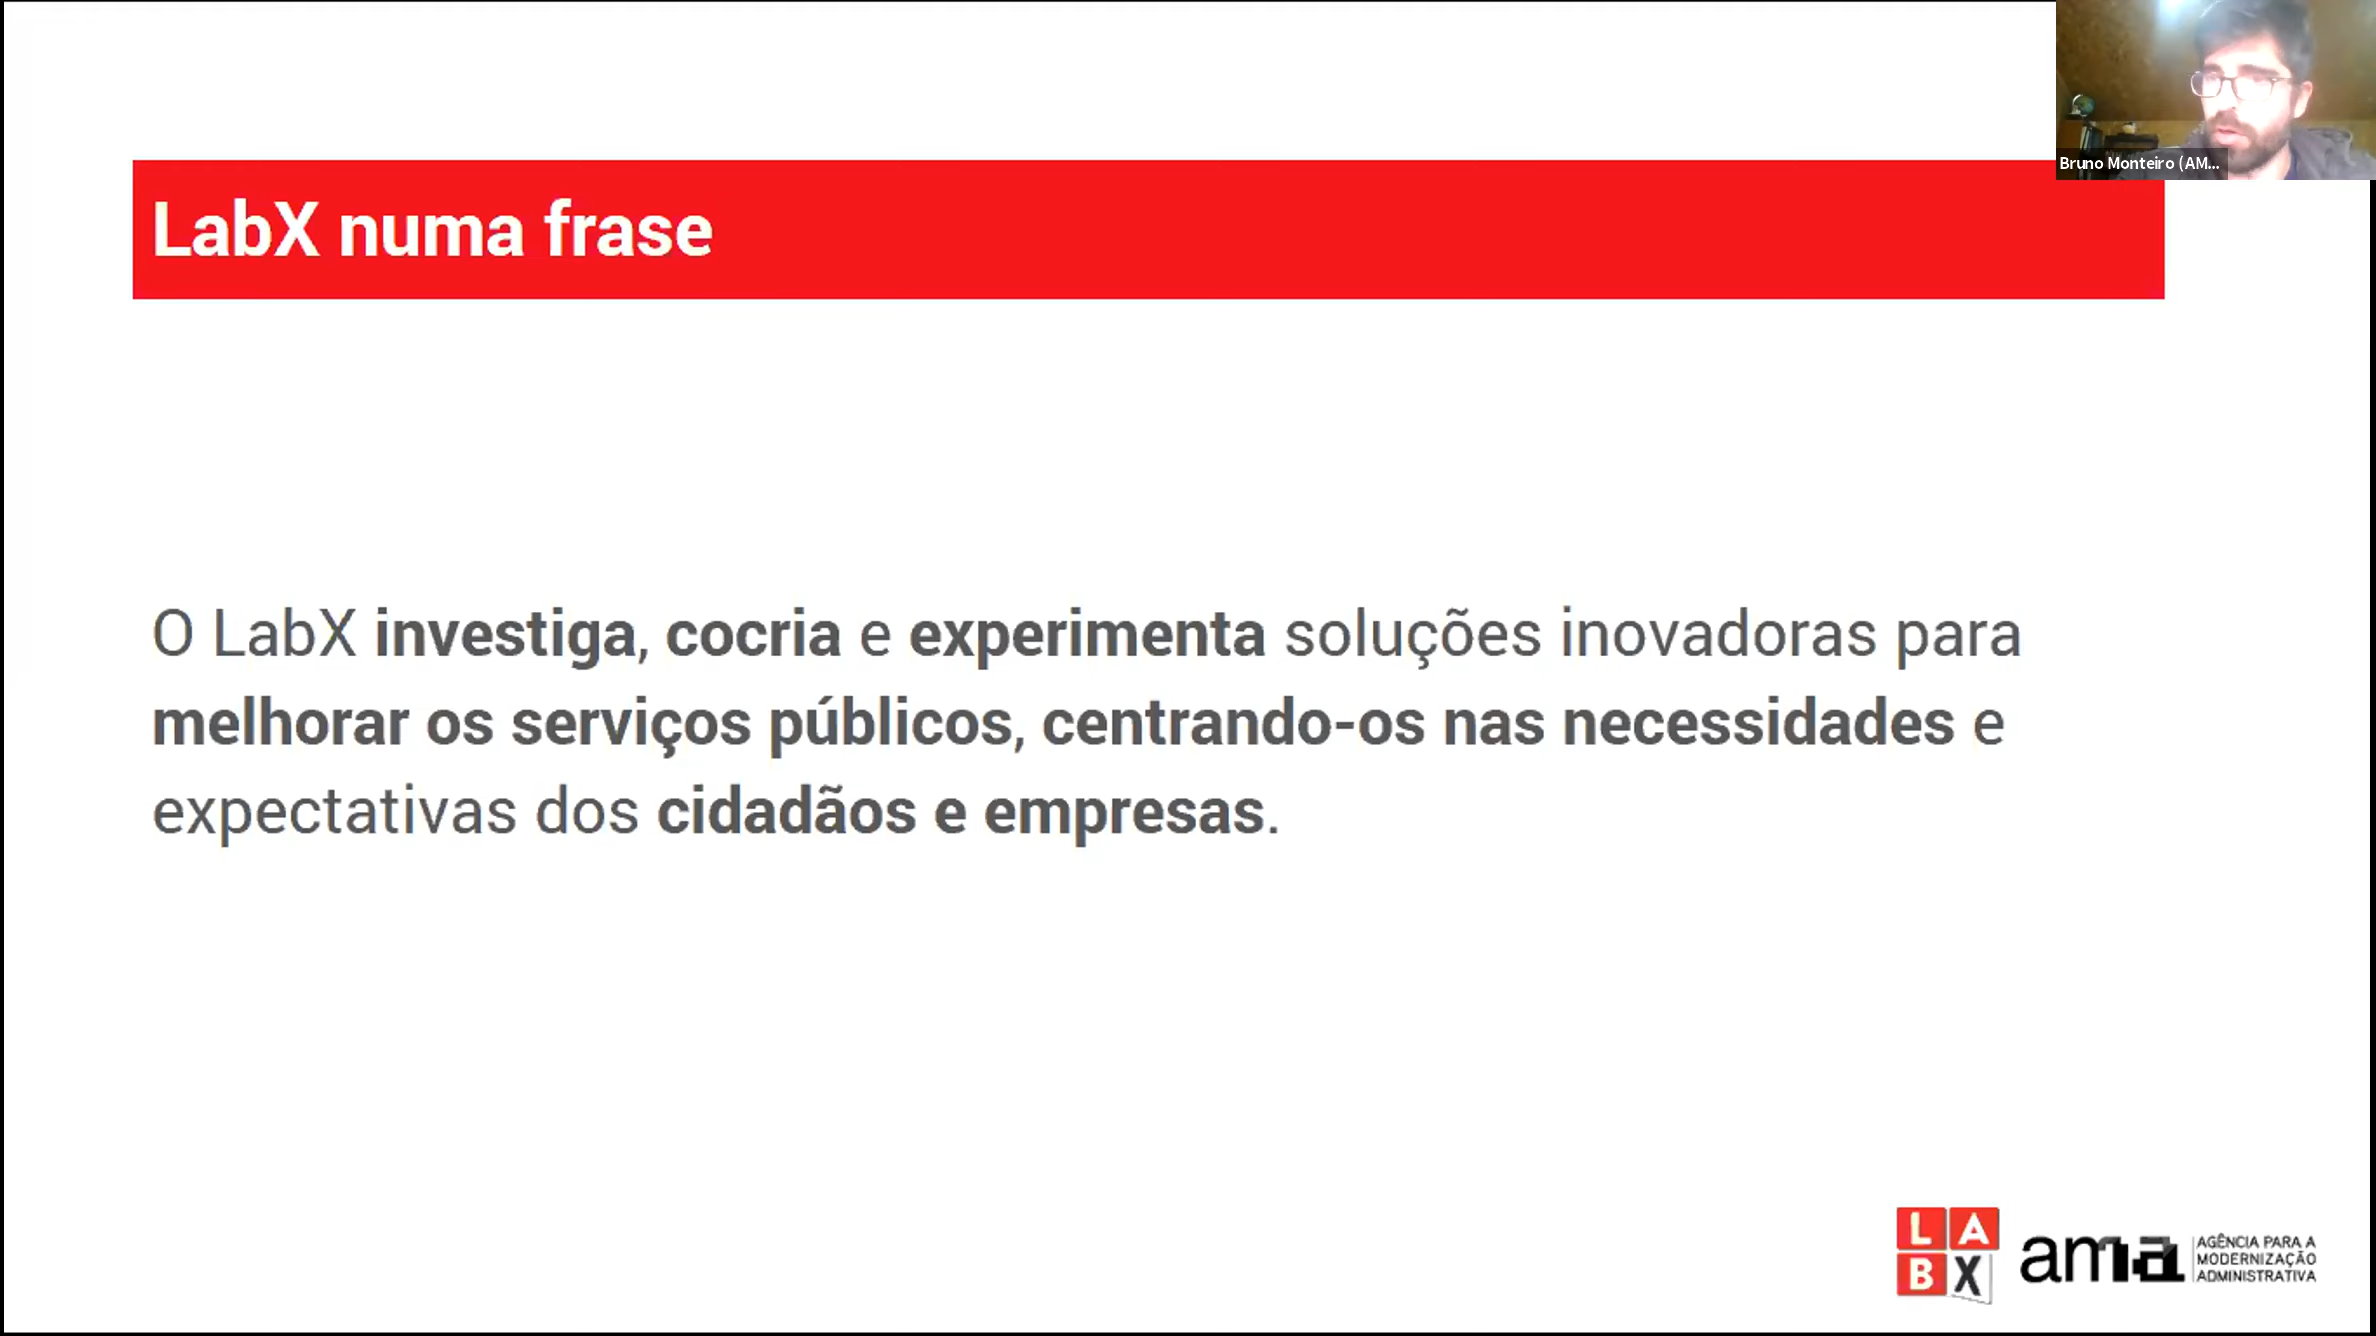 Bruno Monteiro (AM...
LabX numa frase
O LabX investiga, cocria e experimenta soluções inovadoras para
melhorar os serviços públicos, centrando-os nas necessidades e
expectativas dos cidadãos e empresas.
L A
B X
ama
AGÊNCIA PARA A
MODERNIZAÇÃO
ADMINISTRATIVA